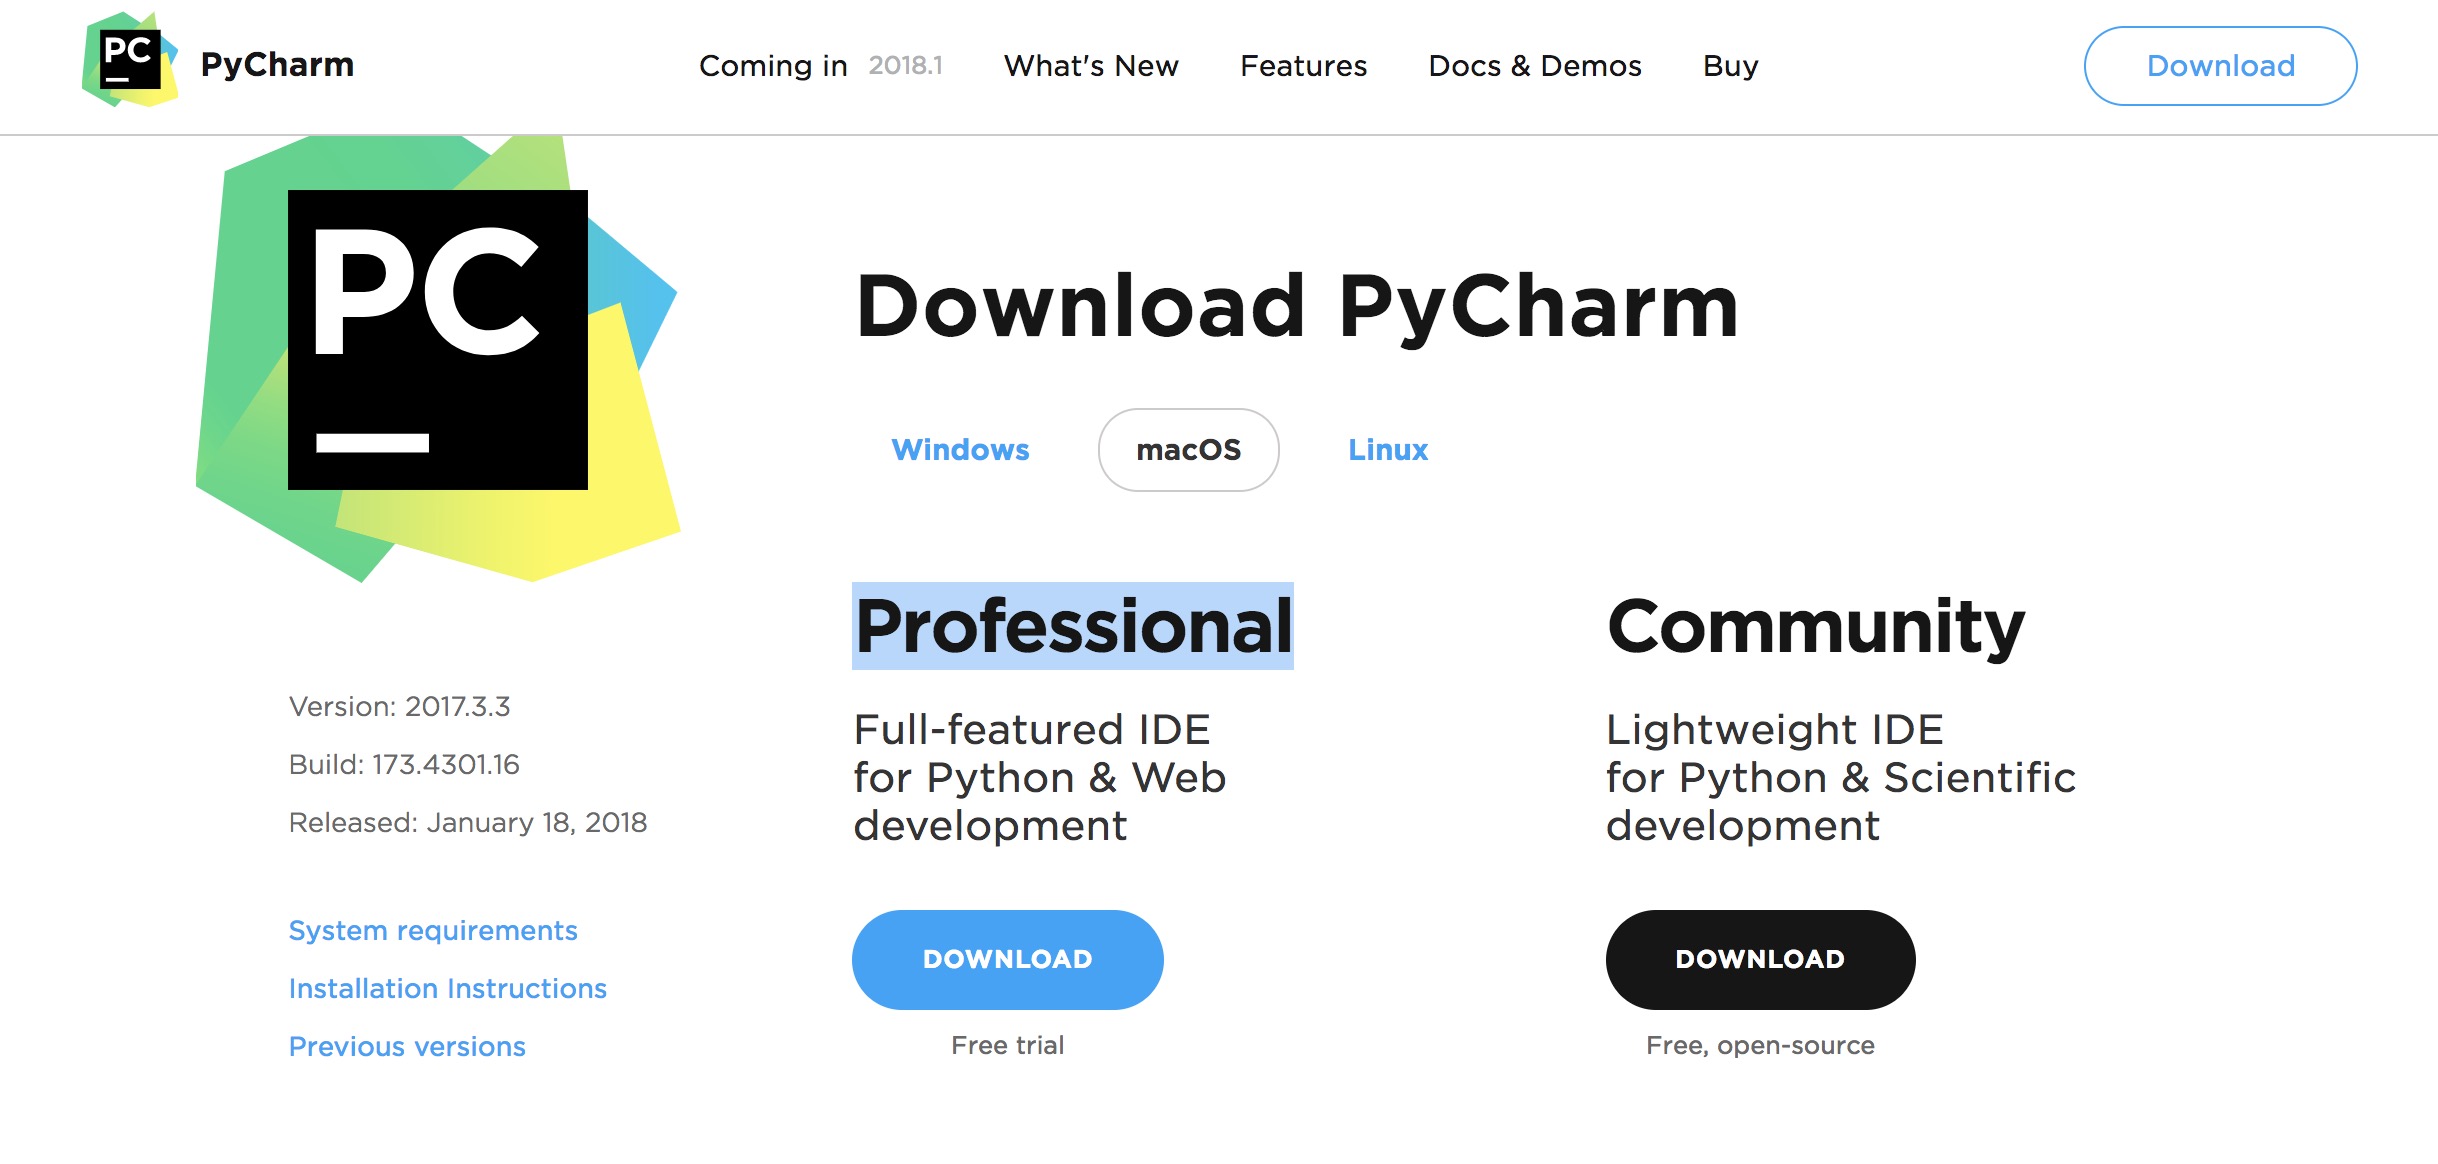 PC PyCharm Coming in 2018.1 What's New Features Docs & Demos Buy Download
PC
Download PyCharm
Windows macOS Linux
Professional
Full-featured IDE
for Python & Web
development
DOWNLOAD
Free trial
Community
Lightweight IDE
for Python & Scientific
development
DOWNLOAD
Free, open-source
Version: 2017.3.3
Build: 173.4301.16
Released: January 18, 2018
System requirements
Installation Instructions
Previous versions